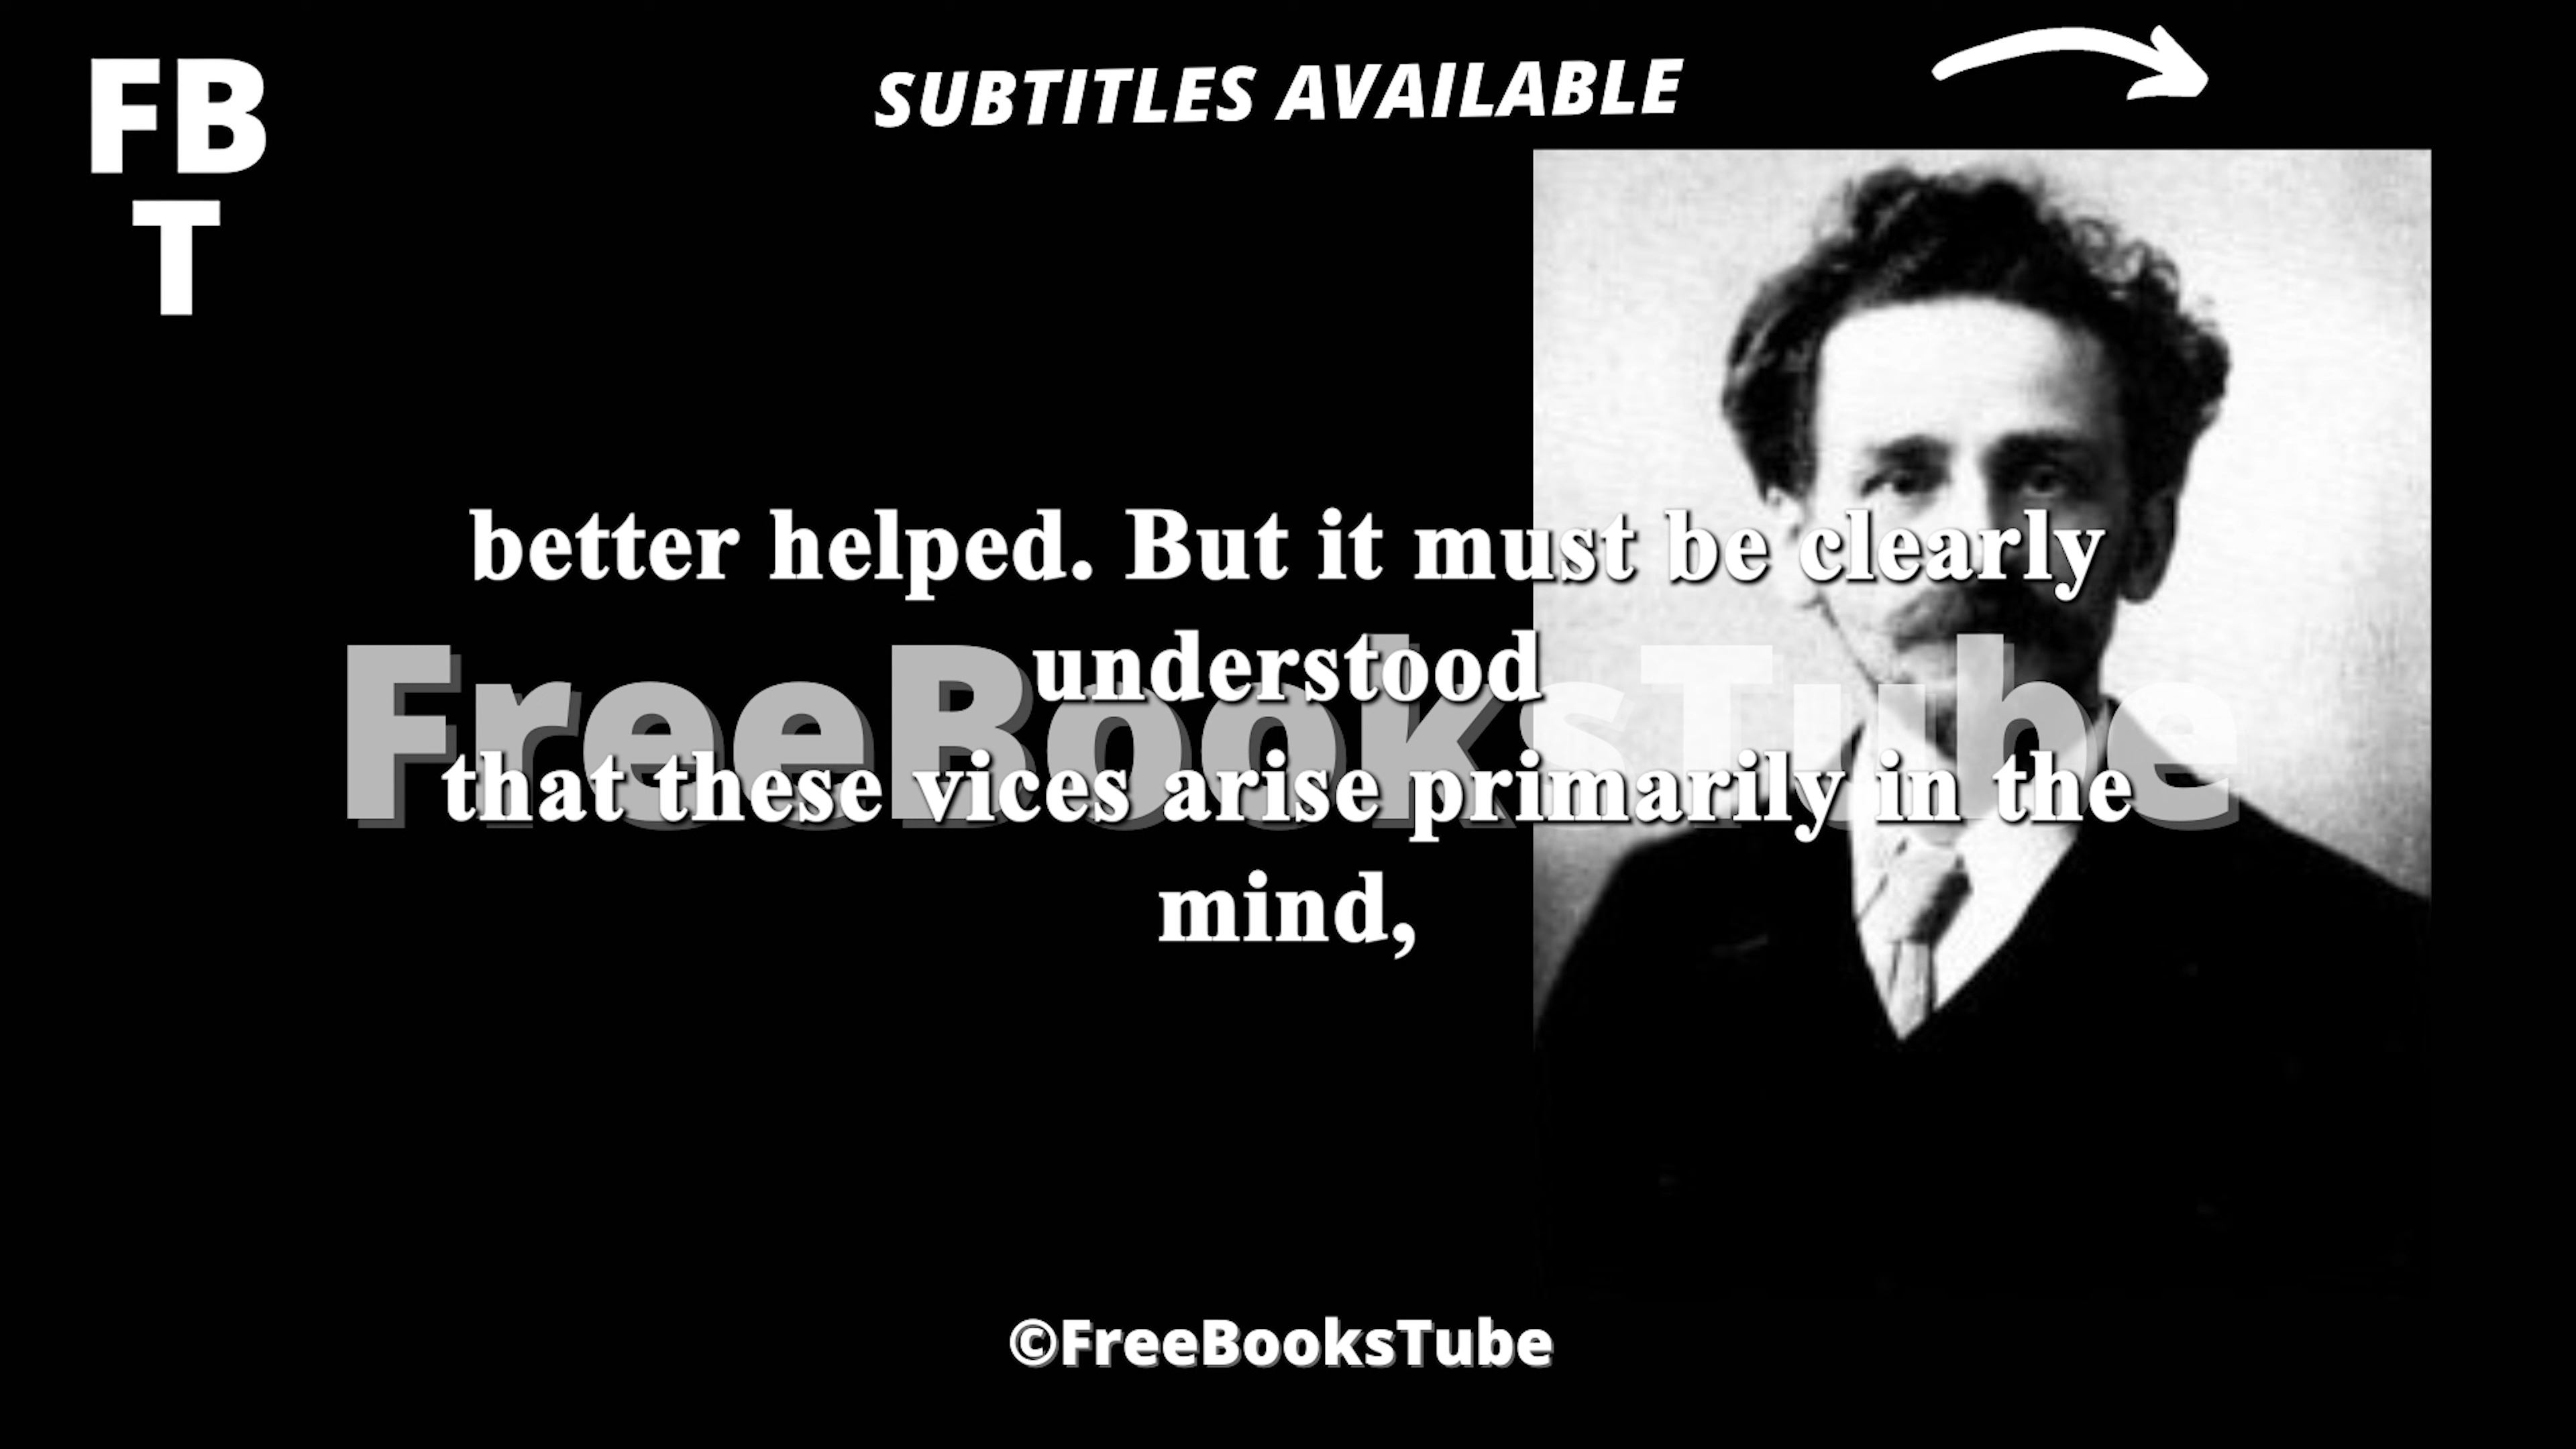 FB
T
SUBTITLES AVAILABLE
better helped. But it must be clearly
understood
FreeBooksTube
that these vices arise primarily in the
mind,
©FreeBooksTube